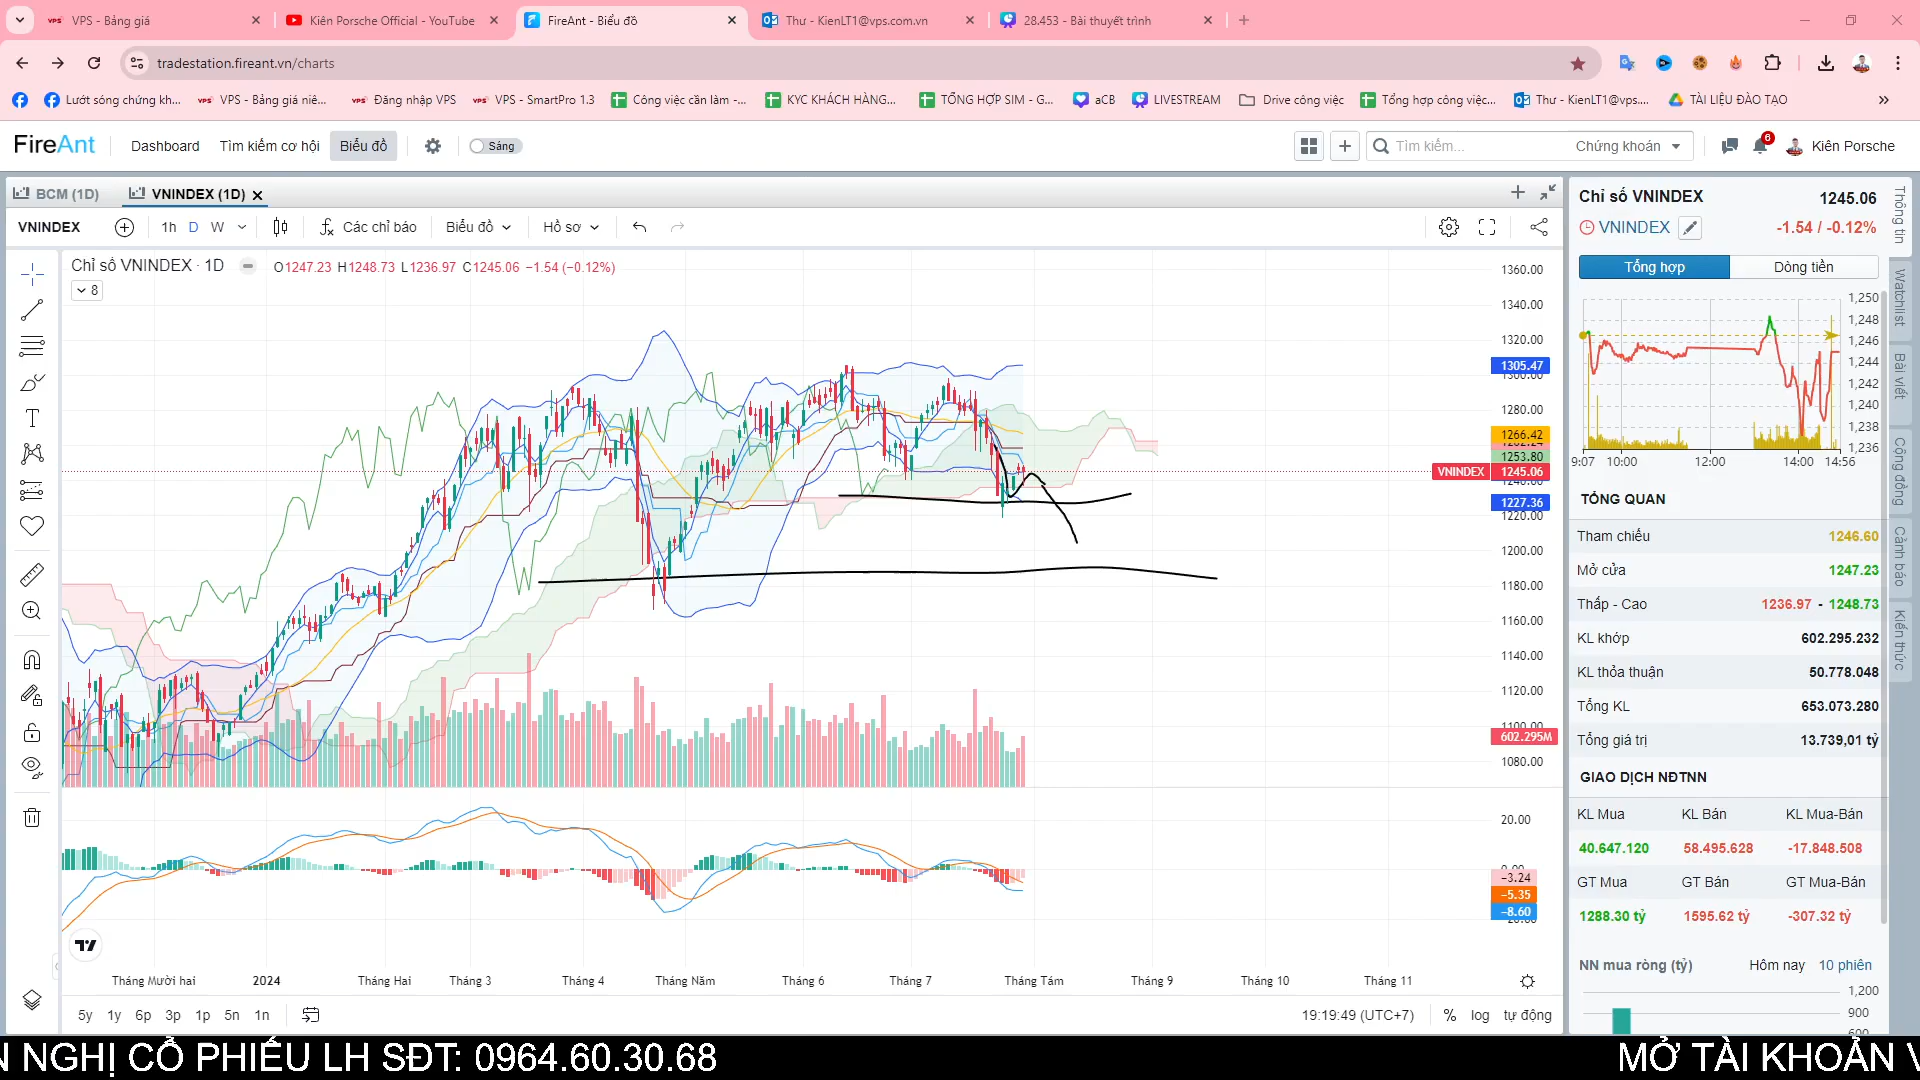 VPS - Bảng giá
Kiên Porsche Official - YouTube
FireAnt - Biểu đồ
Thư - KienLT1@vps.com.vn
28.453 - Bài thuyết trình
tradestation.fireant.vn/charts
Lướt sóng chứng kh...
VPS - Bảng giá niê...
Đăng nhập VPS
VPS - SmartPro 1.3
Công việc cần làm -...
KYC KHÁCH HÀNG...
TỔNG HỢP SIM - G...
aCB
LIVESTREAM
Drive công việc
Tổng hợp công việc...
Thư - KienLT1@vps....
TÀI LIỆU ĐÀO TẠO
FireAnt
Dashboard
Tìm kiếm cơ hội
Biểu đồ
Sáng
Tìm kiếm...
Chứng khoán
6
Kiên Porsche
BCM (1D)
VNINDEX (1D)
VNINDEX
1h D W
Các chỉ báo
Biểu đồ
Hồ sơ
Chỉ số VNINDEX · 1D
O1247.23 H1248.73 L1236.97 C1245.06 −1.54 (−0.12%)
8
1360.00
1340.00
1320.00
1305.47
1300.00
1280.00
1266.42
1253.80
VNINDEX 1245.06
1240.00
1227.36
1220.00
1200.00
1180.00
1160.00
1140.00
1120.00
1100.00
602.295M
1080.00
20.00
0.00
−3.24
−5.35
−8.60
Tháng Mười hai
2024
Tháng Hai
Tháng 3
Tháng 4
Tháng Năm
Tháng 6
Tháng 7
Tháng Tám
Tháng 9
Tháng 10
Tháng 11
5y 1y 6p 3p 1p 5n 1n
19:19:49 (UTC+7)
% log tự động
Chỉ số VNINDEX
1245.06
VNINDEX
-1.54 / -0.12%
Tổng hợp
Dòng tiền
1,250
1,248
1,246
1,244
1,242
1,240
1,238
1,236
9:07 10:00 12:00 14:00 14:56
TỔNG QUAN
Tham chiếu 1246.60
Mở cửa 1247.23
Thấp - Cao 1236.97 - 1248.73
KL khớp 602.295.232
KL thỏa thuận 50.778.048
Tổng KL 653.073.280
Tổng giá trị 13.739,01 tỷ
GIAO DỊCH NĐTNN
KL Mua KL Bán KL Mua-Bán
40.647.120 58.495.628 -17.848.508
GT Mua GT Bán GT Mua-Bán
1288.30 tỷ 1595.62 tỷ -307.32 tỷ
NN mua ròng (tỷ)
Hôm nay 10 phiên
1,200
900
600
Thông tin
Watchlist
Bài viết
Cộng đồng
Cảnh báo
Kiến thức
N NGHỊ CỔ PHIẾU LH SĐT: 0964.60.30.68
MỞ TÀI KHOẢN V